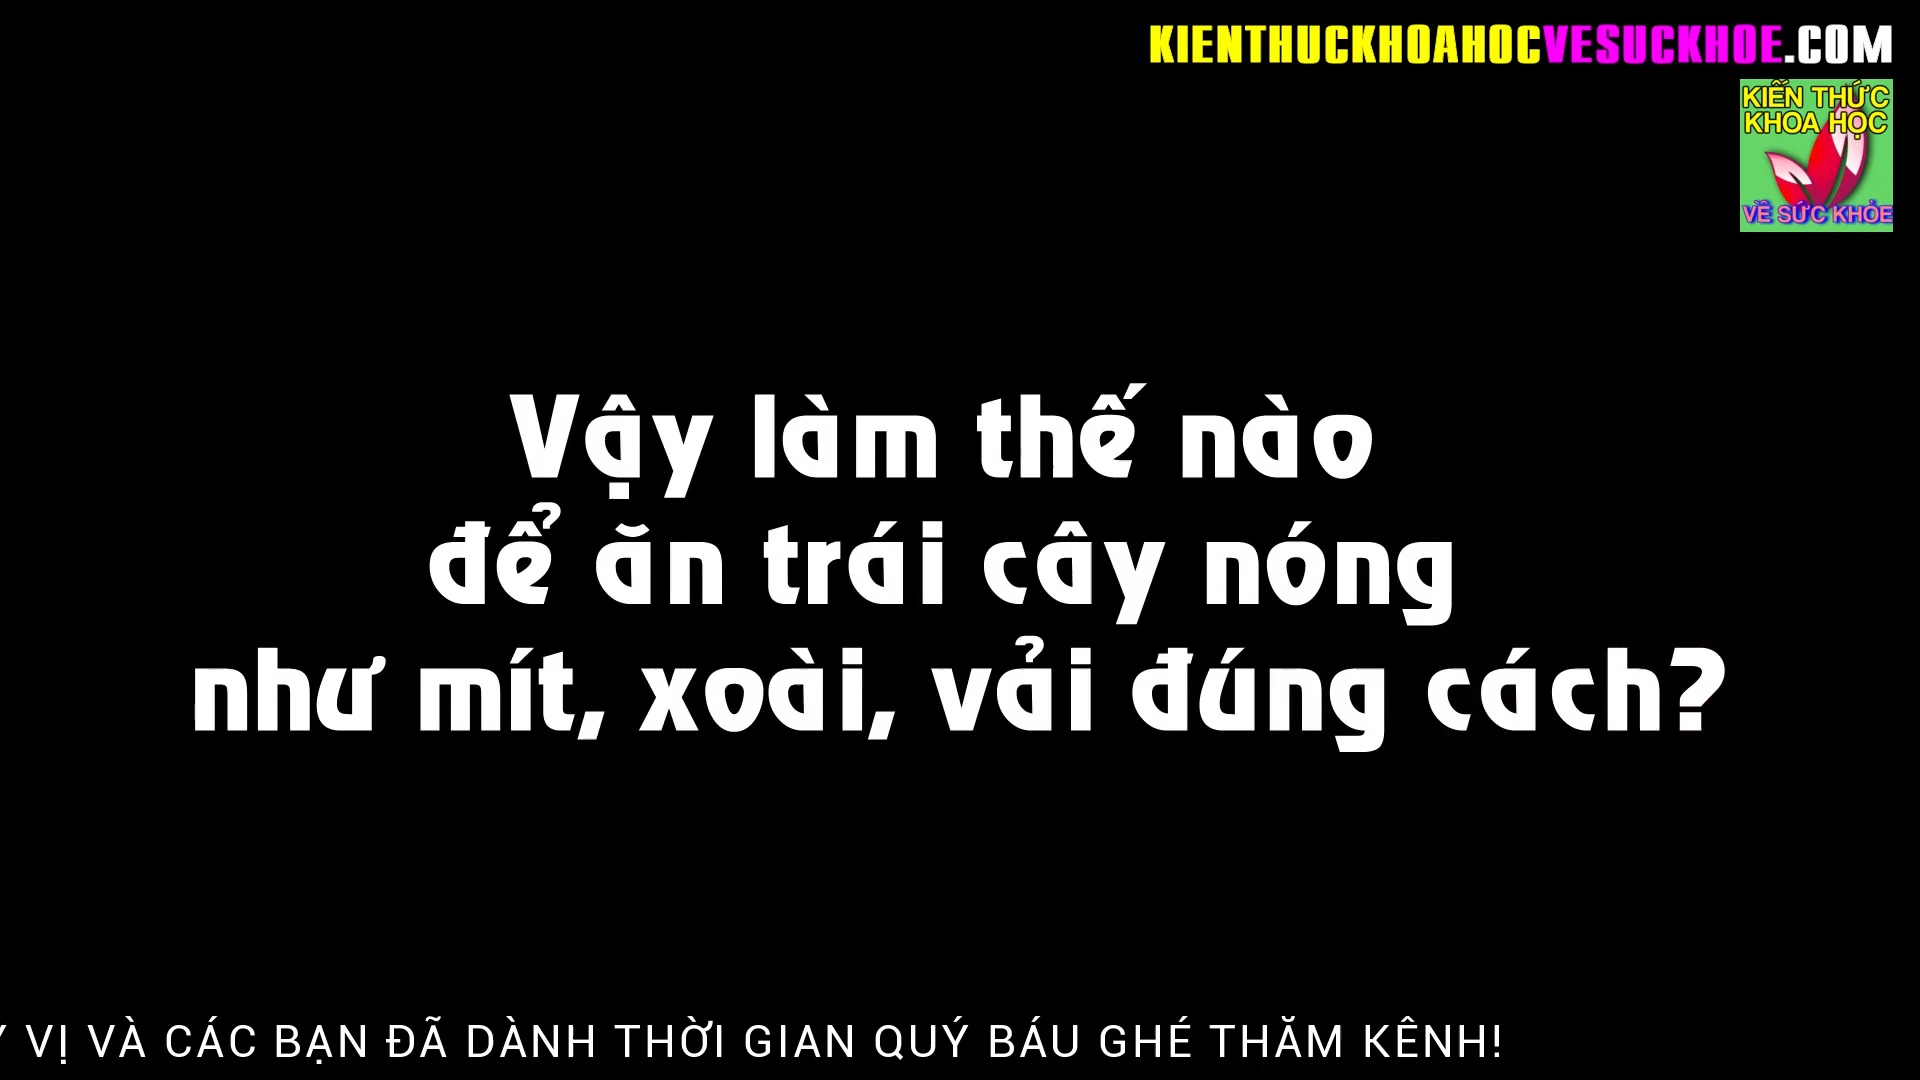 KIENTHUCKHOAHOCVESUCKHOE.COM
KIẾN THỨC
KHOA HỌC
VỀ SỨC KHỎE
Vậy làm thế nào
để ăn trái cây nóng
như mít, xoài, vải đúng cách?
VỊ VÀ CÁC BẠN ĐÃ DÀNH THỜI GIAN QUÝ BÁU GHÉ THĂM KÊNH!